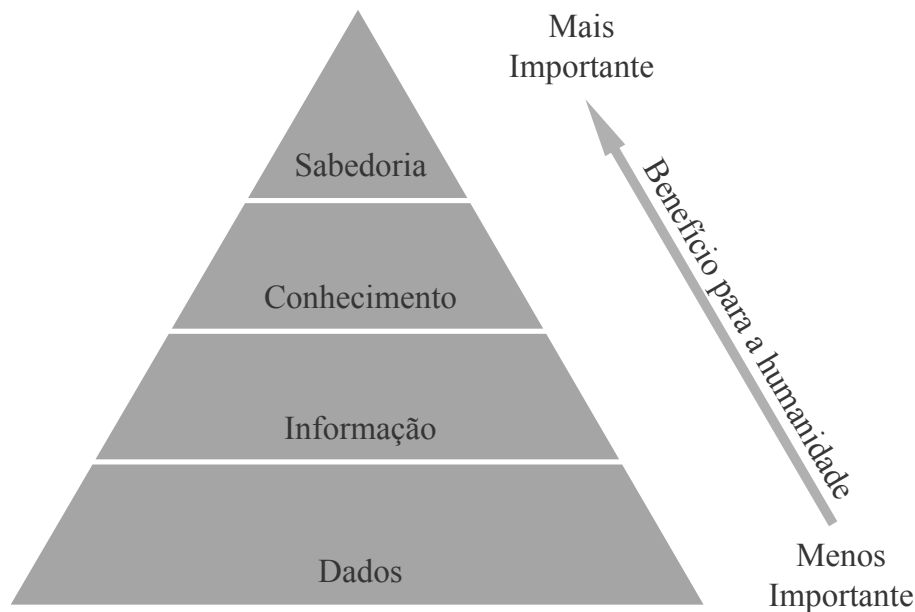 Mais
Importante
Sabedoria
Conhecimento
Informação
Dados
Benefício para a humanidade
Menos
Importante